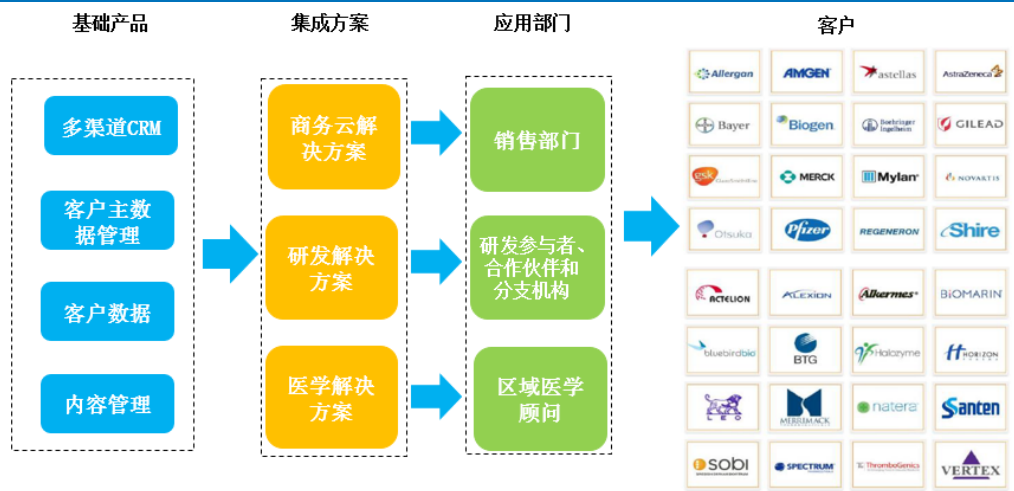 基础产品
集成方案
应用部门
客户
多渠道CRM
客户主数
据管理
客户数据
内容管理
商务云解
决方案
研发解决
方案
医学解决
方案
销售部门
研发参与者、
合作伙伴和
分支机构
区域医学
顾问
Allergan
AMGEN
astellas
AstraZeneca
Bayer
Biogen
Boehringer
Ingelheim
GILEAD
gsk GlaxoSmithKline
MERCK
Mylan
NOVARTIS
Otsuka
Pfizer
REGENERON
Shire
ACTELION
ALEXION
Alkermes
BIOMARIN
bluebirdbio
BTG
Halozyme
HORIZON
LEO
MERRIMACK
natera
Santen
sobi
SPECTRUM
ThromboGenics
VERTEX